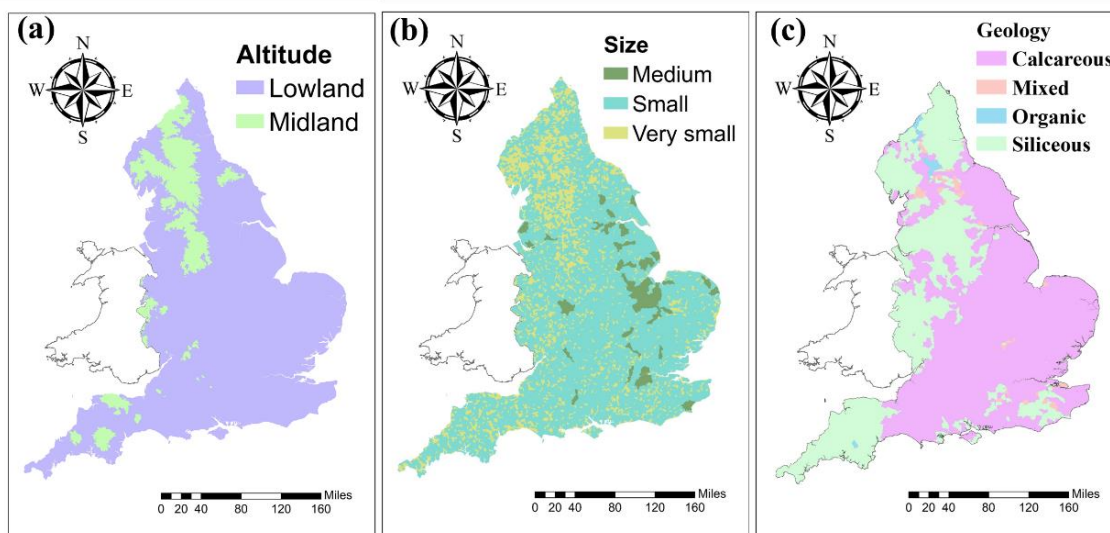 (a)
N
W E
S
Altitude
Lowland
Midland
Miles
0 20 40 80 120 160
(b)
N
W E
S
Size
Medium
Small
Very small
Miles
0 20 40 80 120 160
(c)
N
W E
S
Geology
Calcareous
Mixed
Organic
Siliceous
Miles
0 20 40 80 120 160